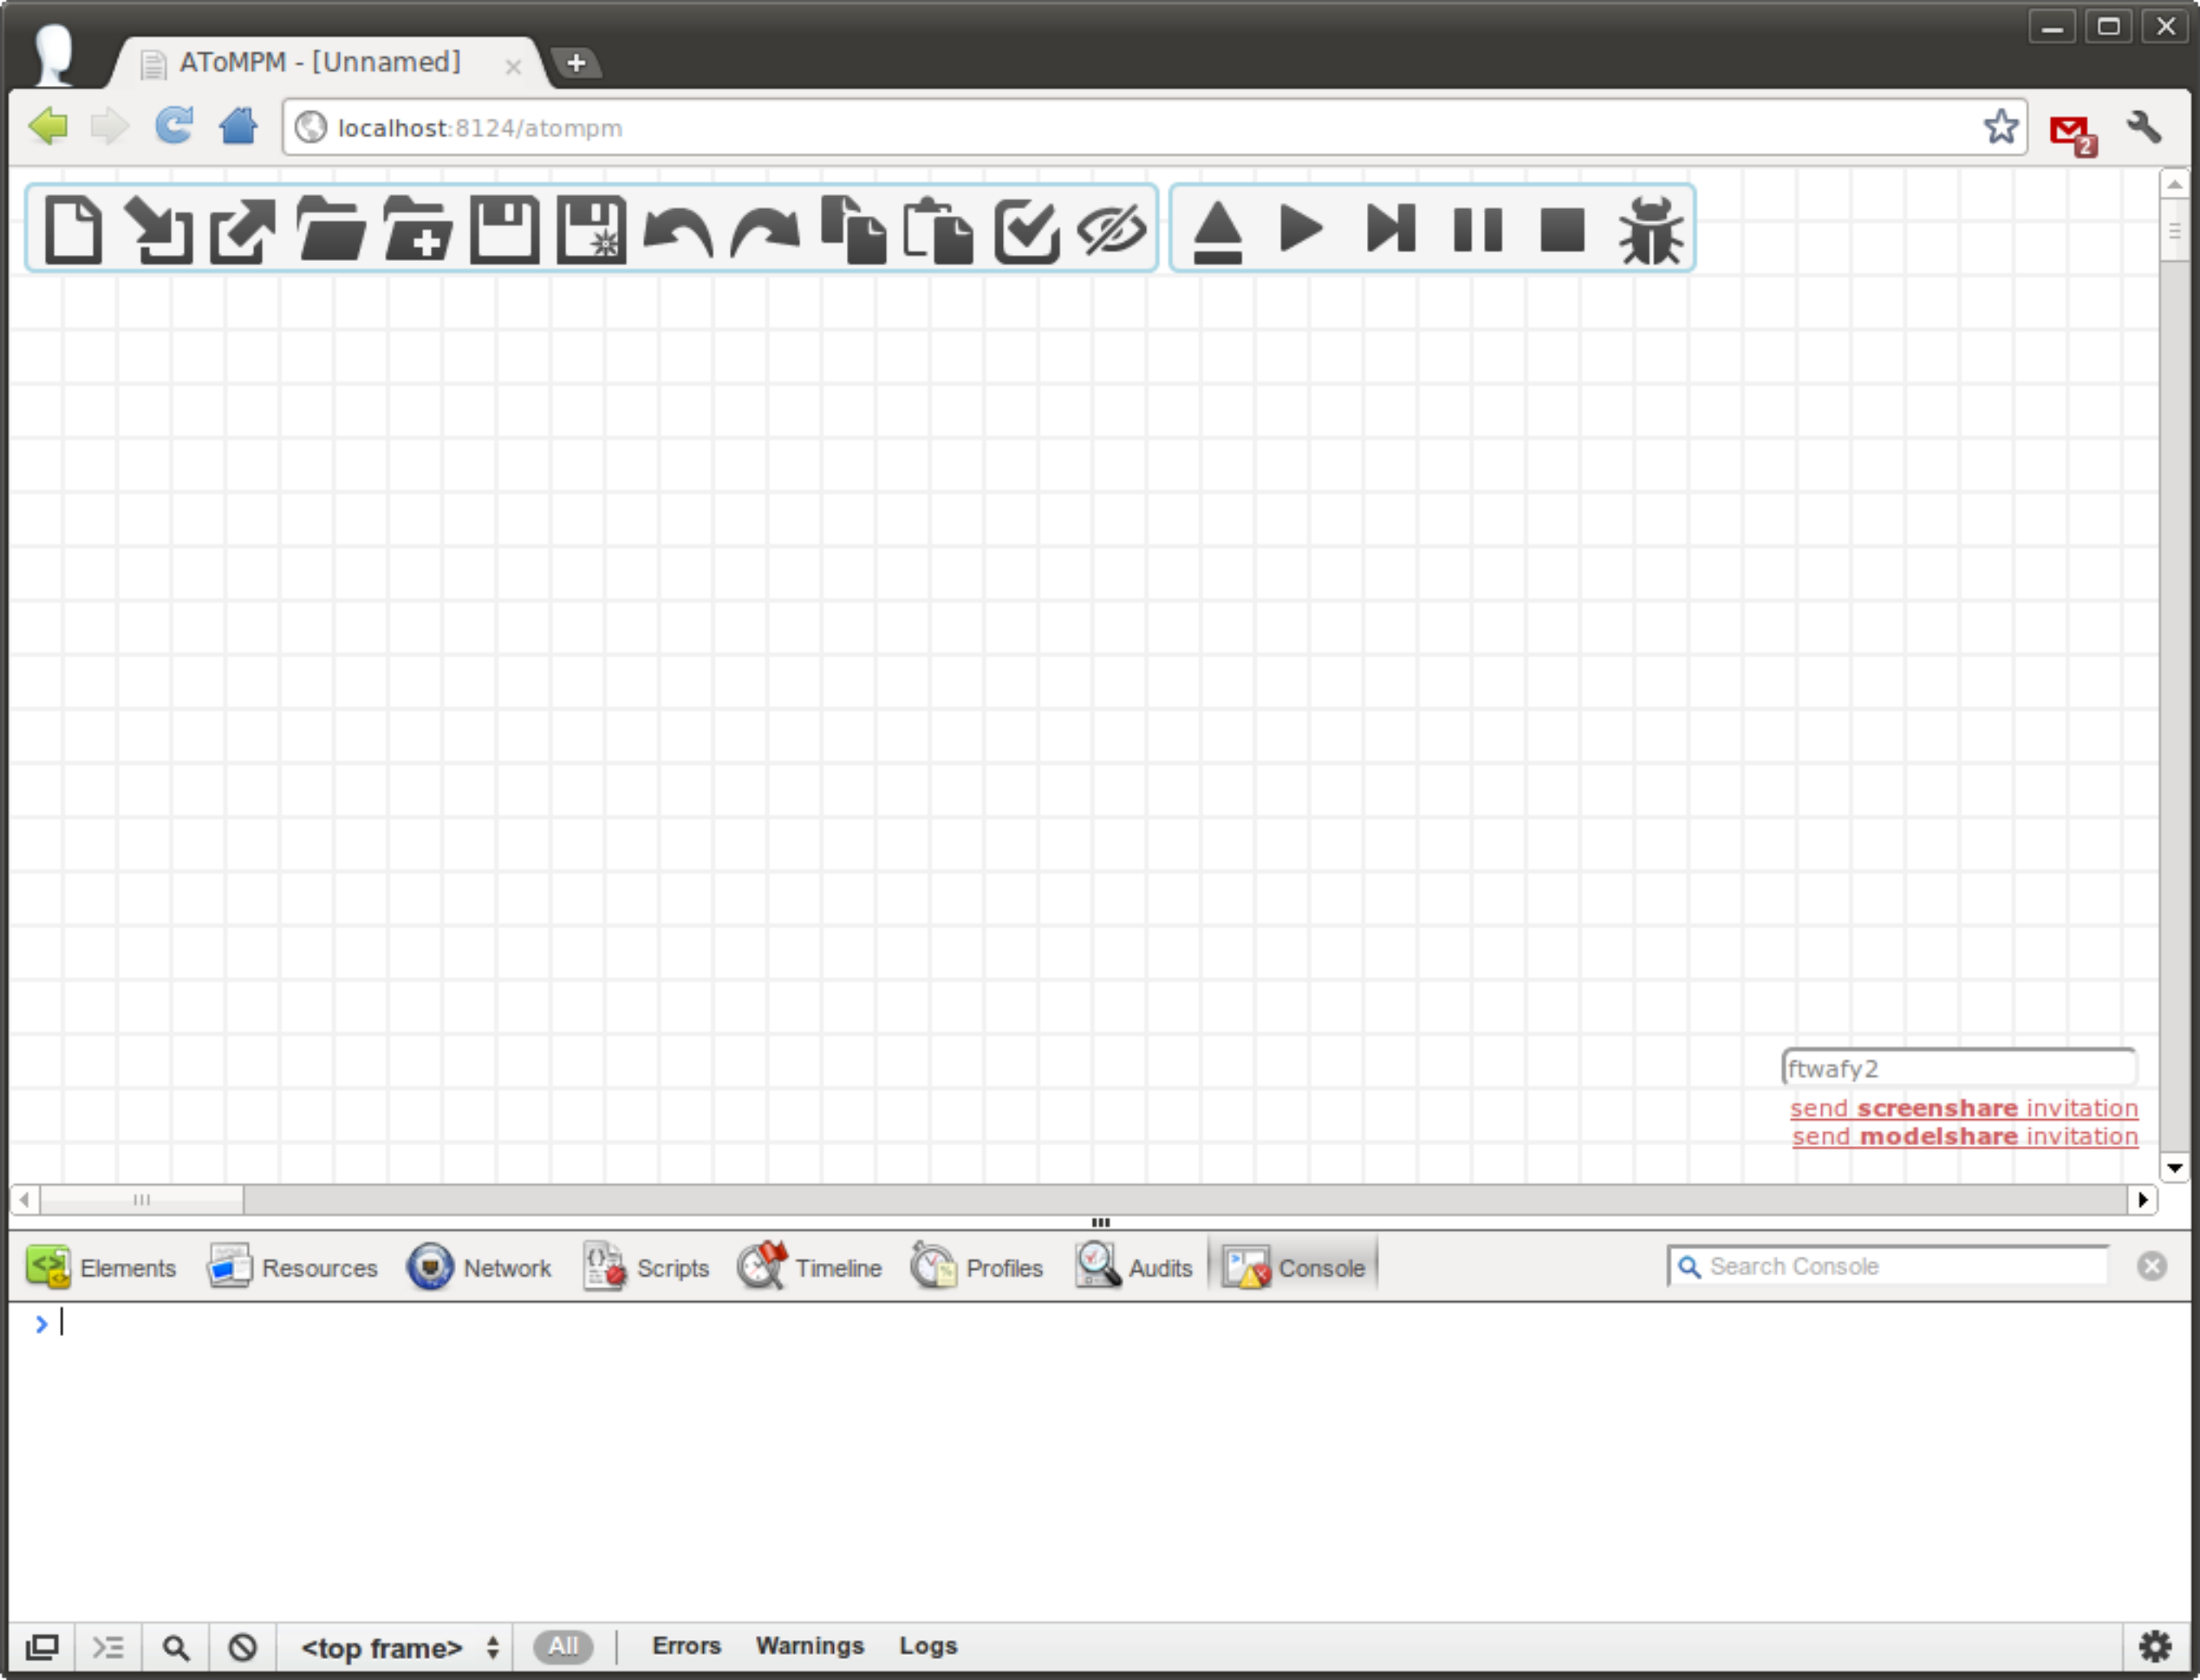 AToMPM - [Unnamed]
localhost:8124/atompm
2
ftwafy2
send screenshare invitation
send modelshare invitation
Elements Resources Network Scripts Timeline Profiles Audits Console Search Console
<top frame> All Errors Warnings Logs